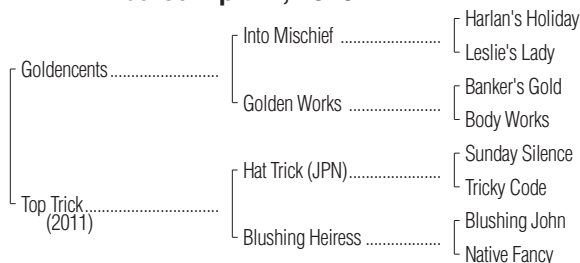 Harlan's Holiday
Into Mischief ....................
Leslie's Lady
Goldencents .........................
Banker's Gold
Golden Works ...................
Body Works
Sunday Silence
Hat Trick (JPN) ...................
Tricky Code
Top Trick ...............................
(2011)
Blushing John
Blushing Heiress ...............
Native Fancy